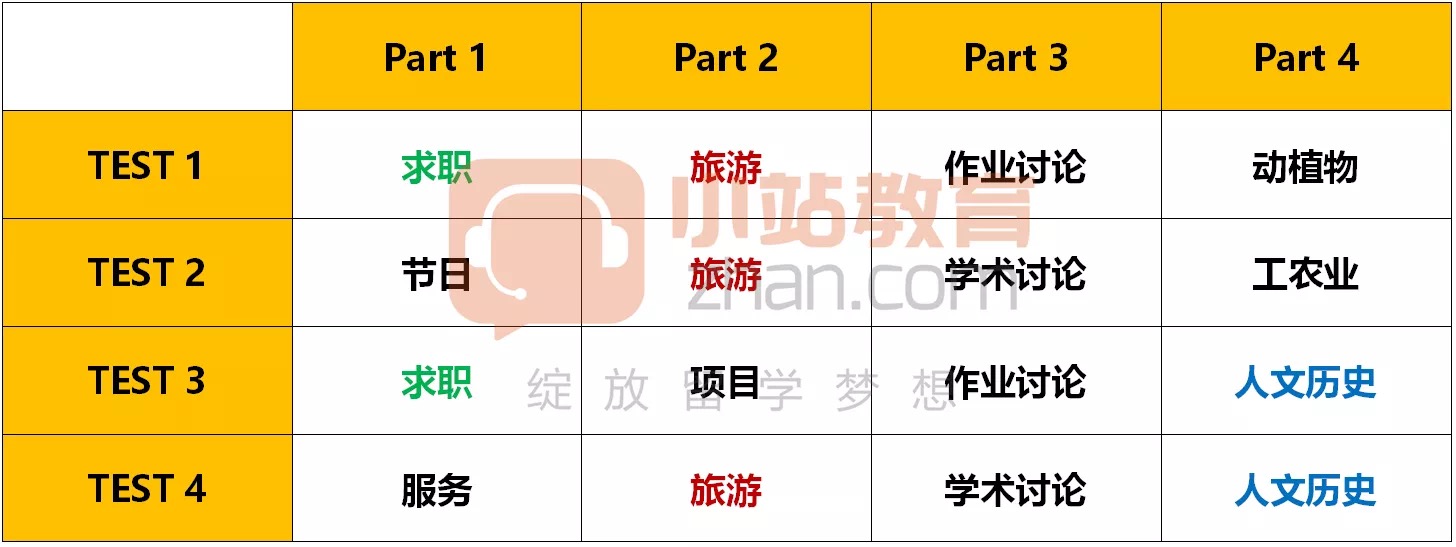 Part 1 Part 2 Part 3 Part 4
TEST 1 求职 旅游 作业讨论 动植物
小站教育
TEST 2 节日 旅游 学术讨论 工农业
zhan.com
TEST 3 求职 项目 作业讨论 人文历史
绽放留学梦想
TEST 4 服务 旅游 学术讨论 人文历史